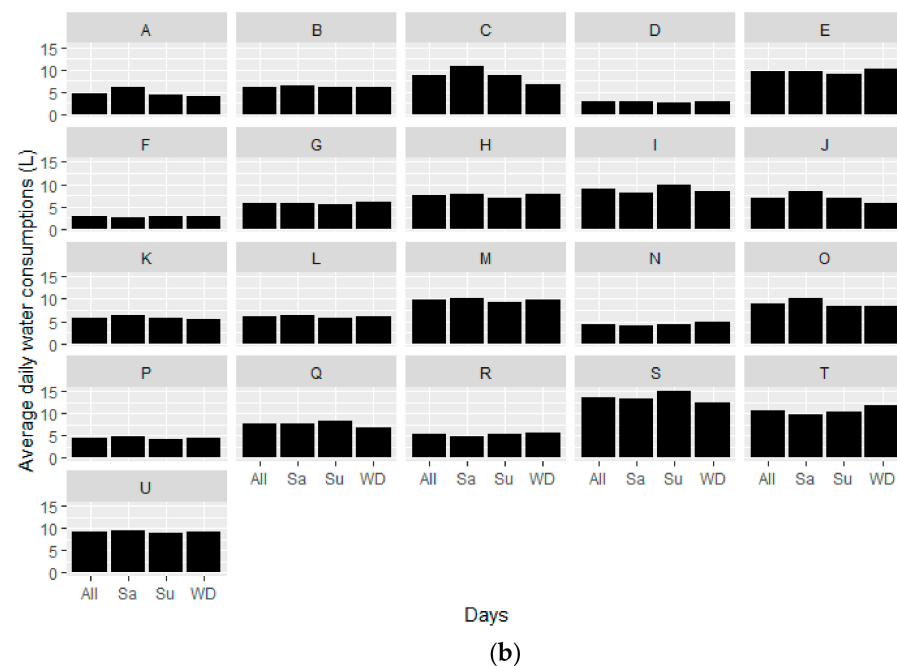 A B C D E
15
10
5
0
F G H I J
15
10
5
0
K L M N O
15
10
5
0
P Q R S T
15
10
5
0
All Sa Su WD All Sa Su WD All Sa Su WD All Sa Su WD
U
15
10
5
0
All Sa Su WD
Average daily water consumptions (L)
Days
(b)